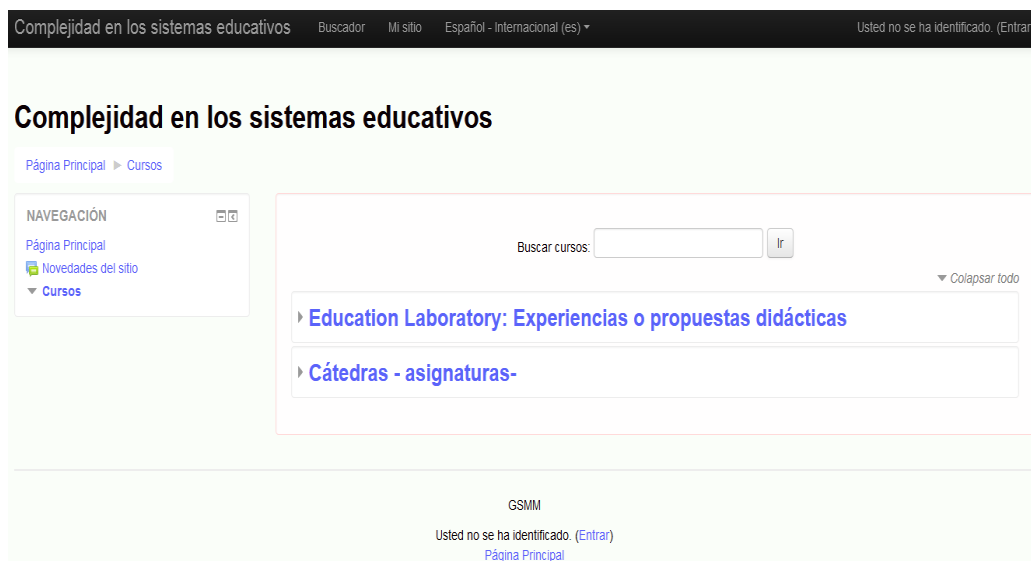 Complejidad en los sistemas educativos Buscador Mi sitio Español - Internacional (es) Usted no se ha identificado. (Entrar
Complejidad en los sistemas educativos
Página Principal Cursos
NAVEGACIÓN
Página Principal
Novedades del sitio
Cursos
Buscar cursos: Ir
Colapsar todo
Education Laboratory: Experiencias o propuestas didácticas
Cátedras - asignaturas-
GSMM
Usted no se ha identificado. (Entrar)
Página Principal